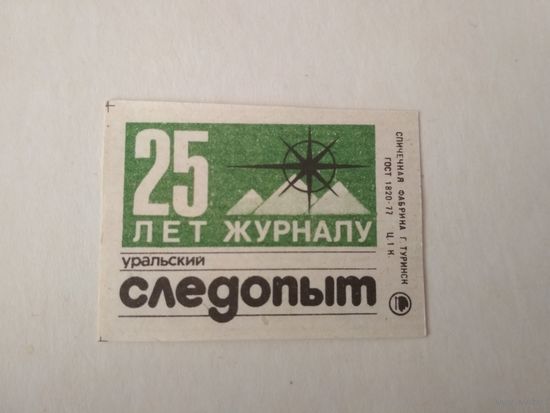 25
ЛЕТ ЖУРНАЛУ
уральский
следопыт
СПИЧЕЧНАЯ ФАБРИКА Г. ТУРИНСК
ГОСТ 1820-77 Ц. 1 К.